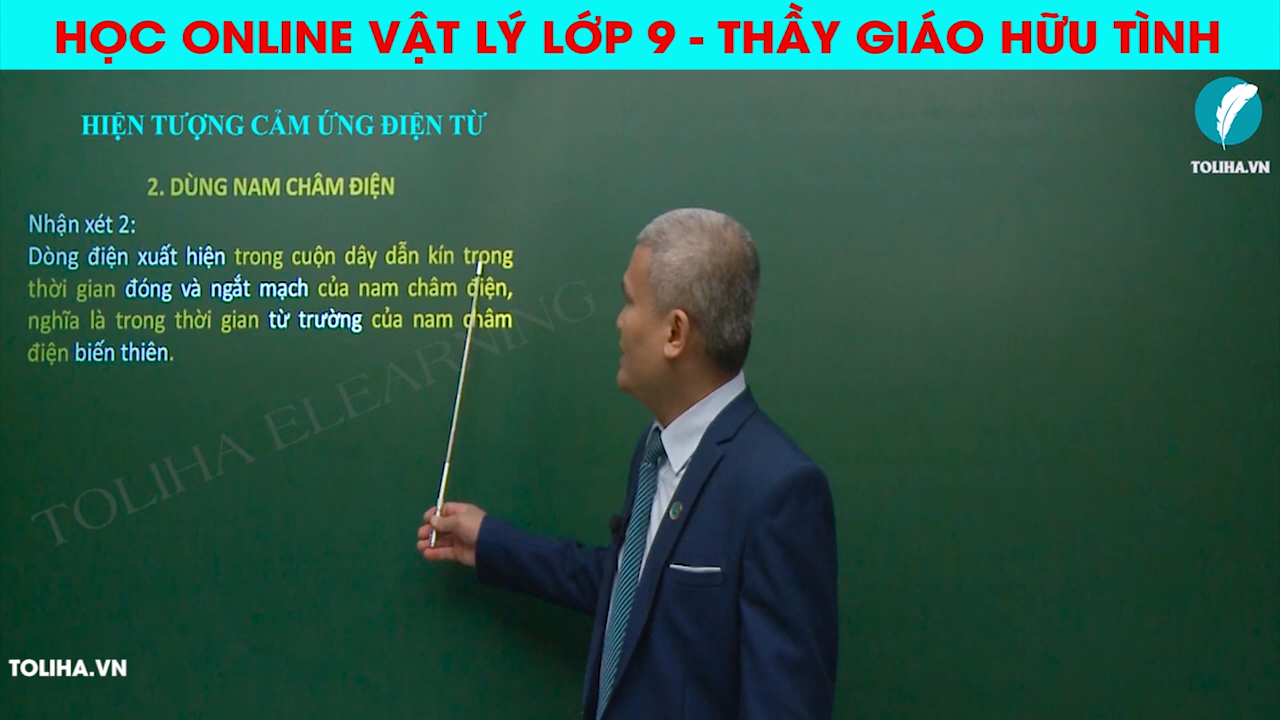 HỌC ONLINE VẬT LÝ LỚP 9 - THẦY GIÁO HỮU TÌNH
TOLIHA.VN
HIỆN TƯỢNG CẢM ỨNG ĐIỆN TỪ
2. DÙNG NAM CHÂM ĐIỆN
Nhận xét 2:
Dòng điện xuất hiện trong cuộn dây dẫn kín trong
thời gian đóng và ngắt mạch của nam châm điện,
nghĩa là trong thời gian từ trường của nam châm
điện biến thiên.
TOLIHA ELEARNING
TOLIHA.VN